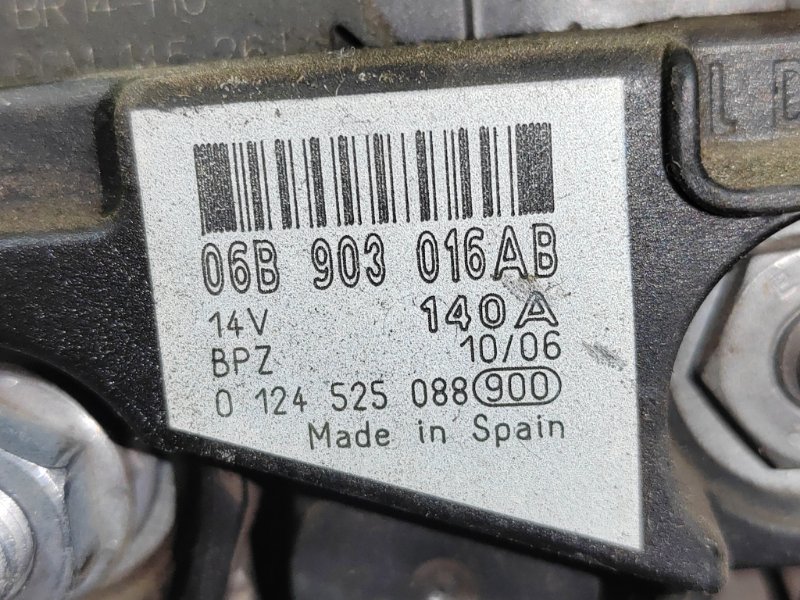 06B 903 016AB
14V 140A
BPZ 10/06
0 124 525 088 900
Made in Spain